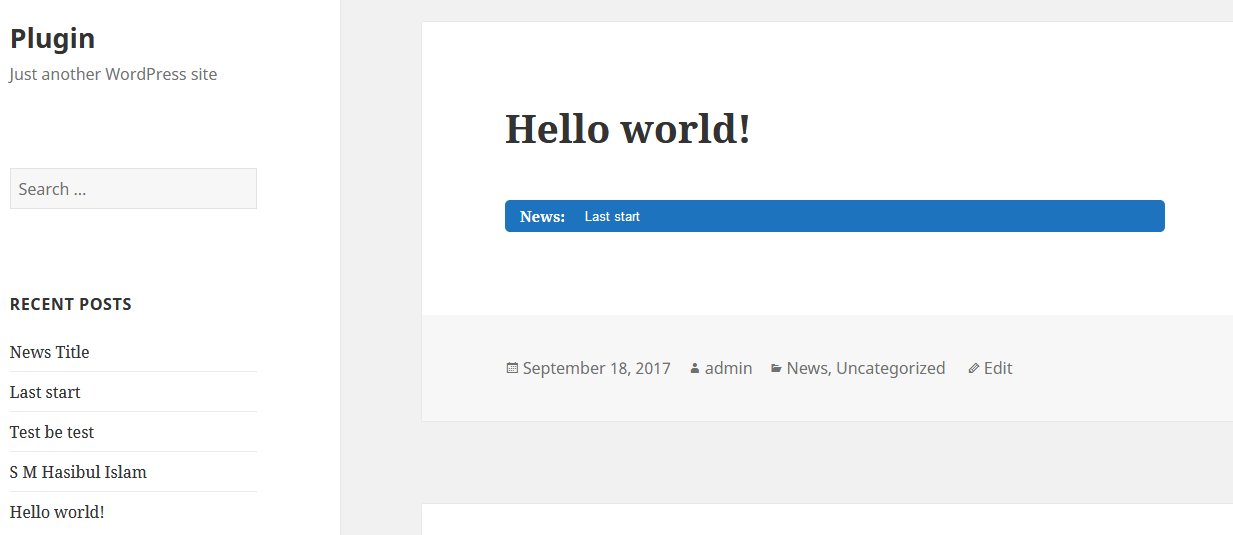 Plugin
Just another WordPress site
Search ...
RECENT POSTS
News Title
Last start
Test be test
S M Hasibul Islam
Hello world!
Hello world!
News: Last start
September 18, 2017 admin News, Uncategorized Edit